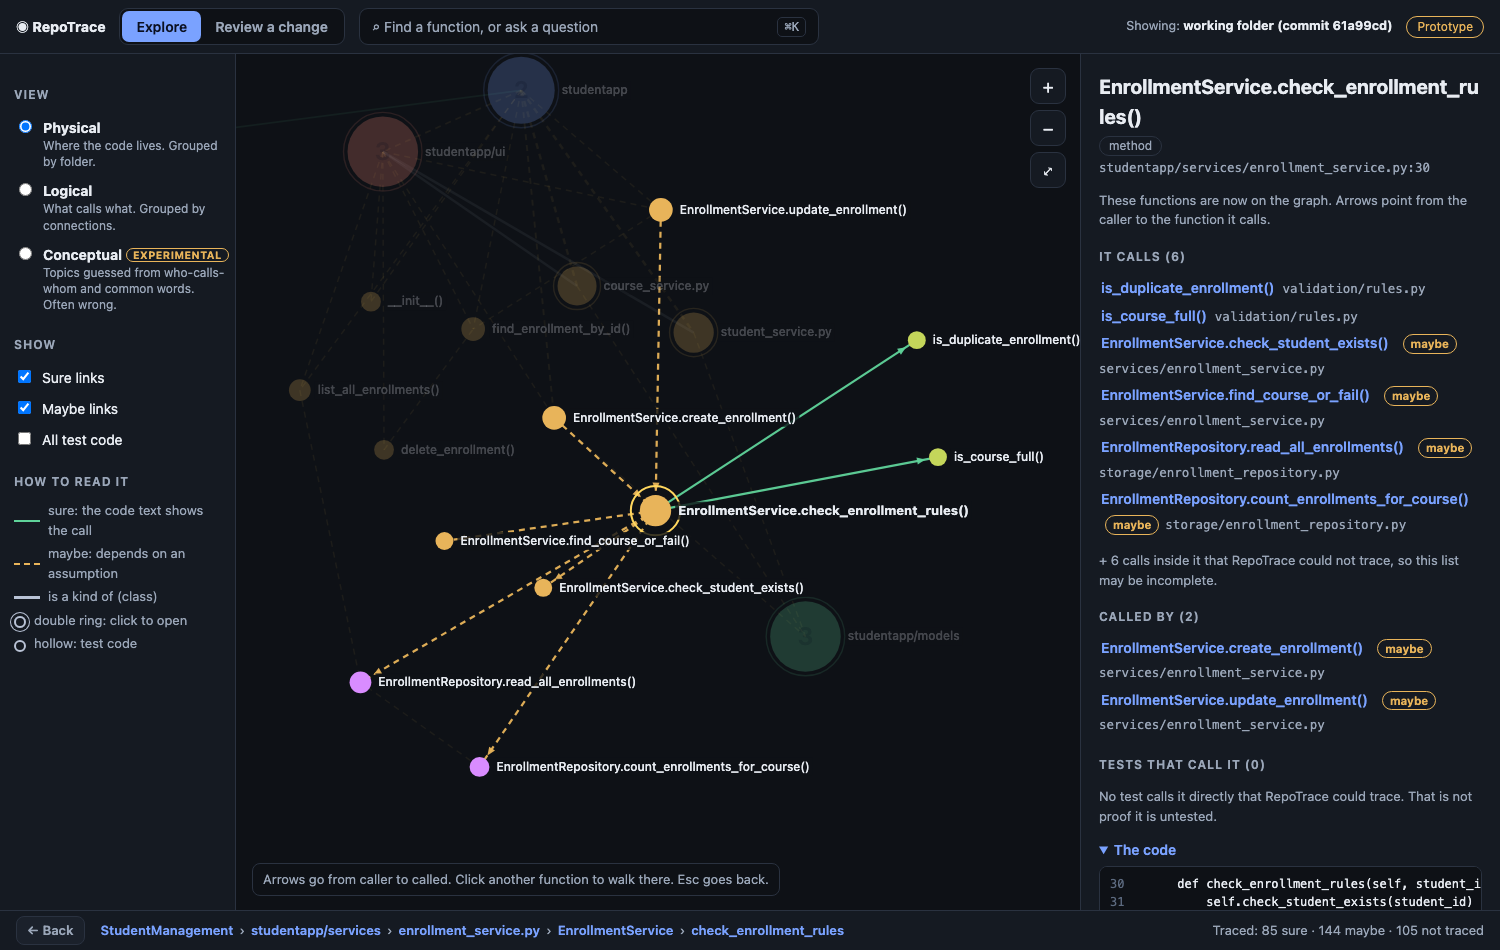 RepoTrace
Explore
Review a change
Find a function, or ask a question
⌘K
Showing: working folder (commit 61a99cd)
Prototype
VIEW
Physical
Where the code lives. Grouped
by folder.
Logical
What calls what. Grouped by
connections.
Conceptual EXPERIMENTAL
Topics guessed from who-calls-
whom and common words.
Often wrong.
SHOW
Sure links
Maybe links
All test code
HOW TO READ IT
sure: the code text shows
the call
maybe: depends on an
assumption
is a kind of (class)
double ring: click to open
hollow: test code
studentapp
studentapp/ui
EnrollmentService.update_enrollment()
course_service.py
__init__()
find_enrollment_by_id()
student_service.py
is_duplicate_enrollment()
list_all_enrollments()
EnrollmentService.create_enrollment()
delete_enrollment()
is_course_full()
EnrollmentService.check_enrollment_rules()
EnrollmentService.find_course_or_fail()
EnrollmentService.check_student_exists()
3
studentapp/models
EnrollmentRepository.read_all_enrollments()
EnrollmentRepository.count_enrollments_for_course()
+
−
Arrows go from caller to called. Click another function to walk there. Esc goes back.
EnrollmentService.check_enrollment_ru
les()
method
studentapp/services/enrollment_service.py:30
These functions are now on the graph. Arrows point from the
caller to the function it calls.
IT CALLS (6)
is_duplicate_enrollment() validation/rules.py
is_course_full() validation/rules.py
EnrollmentService.check_student_exists() maybe
services/enrollment_service.py
EnrollmentService.find_course_or_fail() maybe
services/enrollment_service.py
EnrollmentRepository.read_all_enrollments() maybe
storage/enrollment_repository.py
EnrollmentRepository.count_enrollments_for_course()
maybe storage/enrollment_repository.py
+ 6 calls inside it that RepoTrace could not trace, so this list
may be incomplete.
CALLED BY (2)
EnrollmentService.create_enrollment() maybe
services/enrollment_service.py
EnrollmentService.update_enrollment() maybe
services/enrollment_service.py
TESTS THAT CALL IT (0)
No test calls it directly that RepoTrace could trace. That is not
proof it is untested.
▼ The code
30 def check_enrollment_rules(self, student_i
31 self.check_student_exists(student_id)
← Back
StudentManagement › studentapp/services › enrollment_service.py › EnrollmentService › check_enrollment_rules
Traced: 85 sure · 144 maybe · 105 not traced